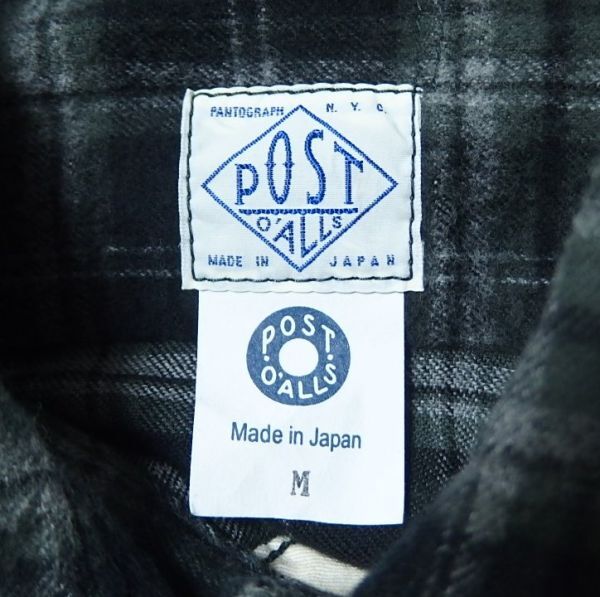 PANTOGRAPH N. Y. C.
POST
O'ALLS
MADE IN JAPAN
POST
O'ALLS
Made in Japan
M